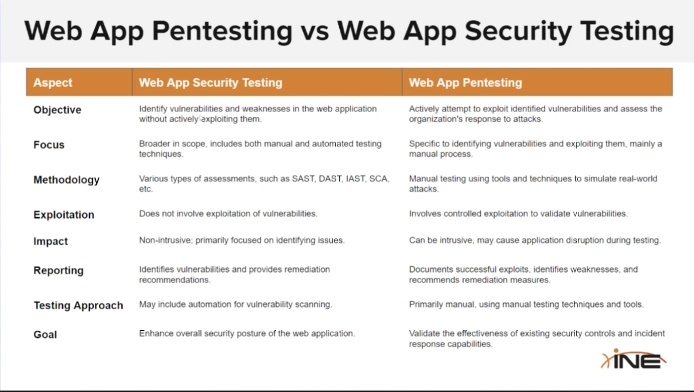 Web App Pentesting vs Web App Security Testing
Aspect Web App Security Testing Web App Pentesting
Objective Identify vulnerabilities and weaknesses in the web application Actively attempt to exploit identified vulnerabilities and assess the
without actively exploiting them. organization's response to attacks.
Focus Broader in scope, includes both manual and automated testing Specific to identifying vulnerabilities and exploiting them, mainly a
techniques. manual process.
Methodology Various types of assessments, such as SAST, DAST, IAST, SCA, Manual testing using tools and techniques to simulate real-world
etc. attacks.
Exploitation Does not involve exploitation of vulnerabilities. Involves controlled exploitation to validate vulnerabilities.
Impact Non-intrusive; primarily focused on identifying issues. Can be intrusive, may cause application disruption during testing.
Reporting Identifies vulnerabilities and provides remediation Documents successful exploits, identifies weaknesses, and
recommendations. recommends remediation measures.
Testing Approach May include automation for vulnerability scanning. Primarily manual, using manual testing techniques and tools.
Goal Enhance overall security posture of the web application. Validate the effectiveness of existing security controls and incident
response capabilities.
INE